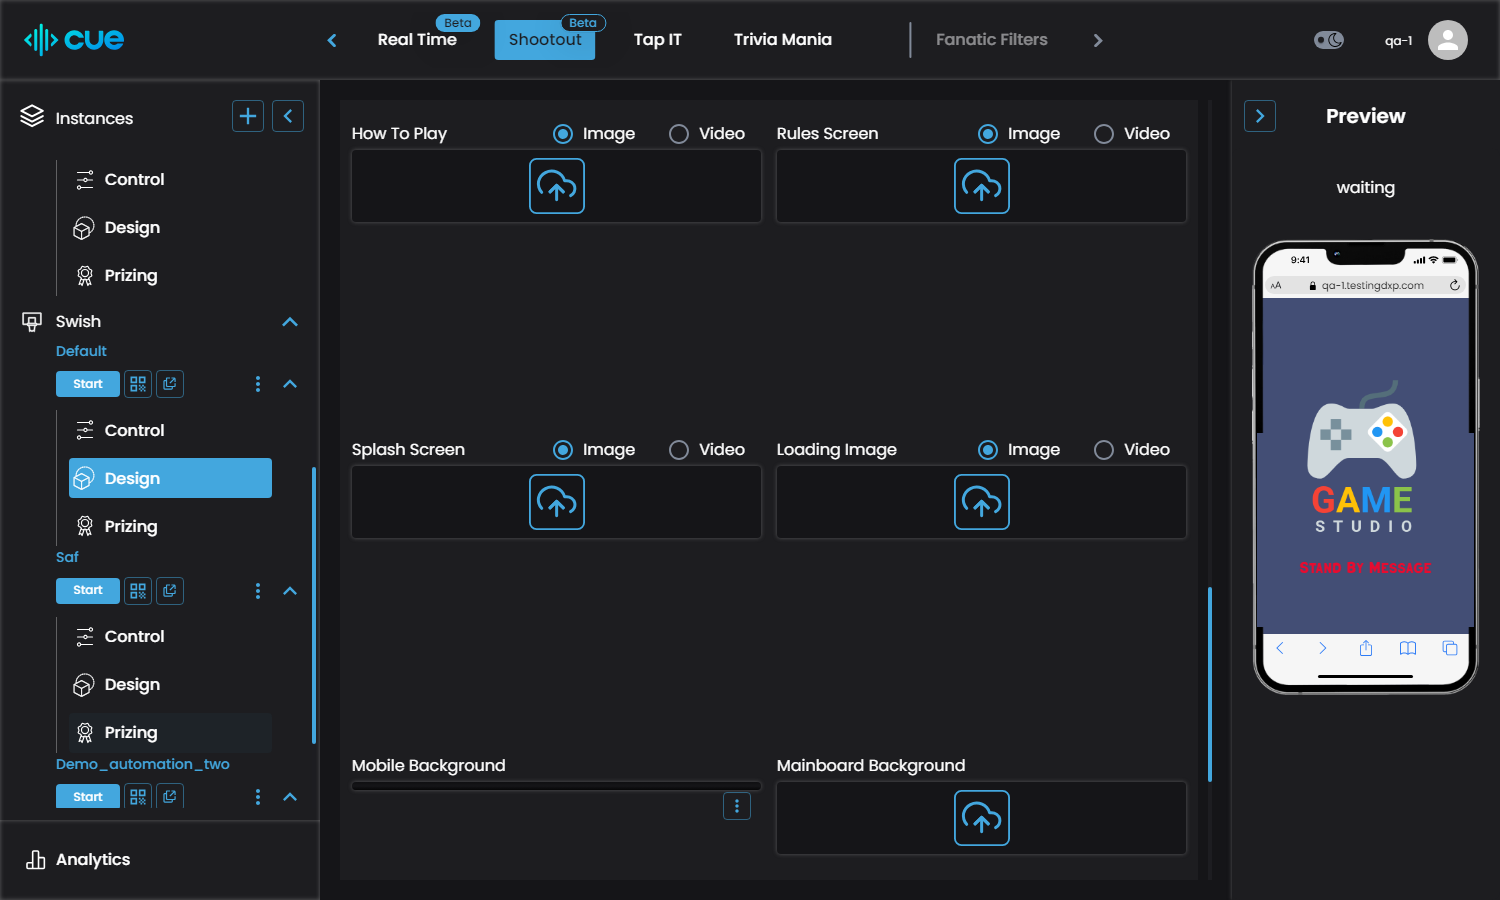 cue
Real Time
Beta
Shootout
Beta
Tap IT
Trivia Mania
Fanatic Filters
qa-1
Instances
Control
Design
Prizing
Swish
Default
Start
Control
Design
Prizing
Saf
Start
Control
Design
Prizing
Demo_automation_two
Start
Analytics
How To Play
Image
Video
Rules Screen
Image
Video
Splash Screen
Image
Video
Loading Image
Image
Video
Mobile Background
Mainboard Background
Preview
waiting
9:41
AA
qa-1.testingdxp.com
GAME
STUDIO
Stand By Message